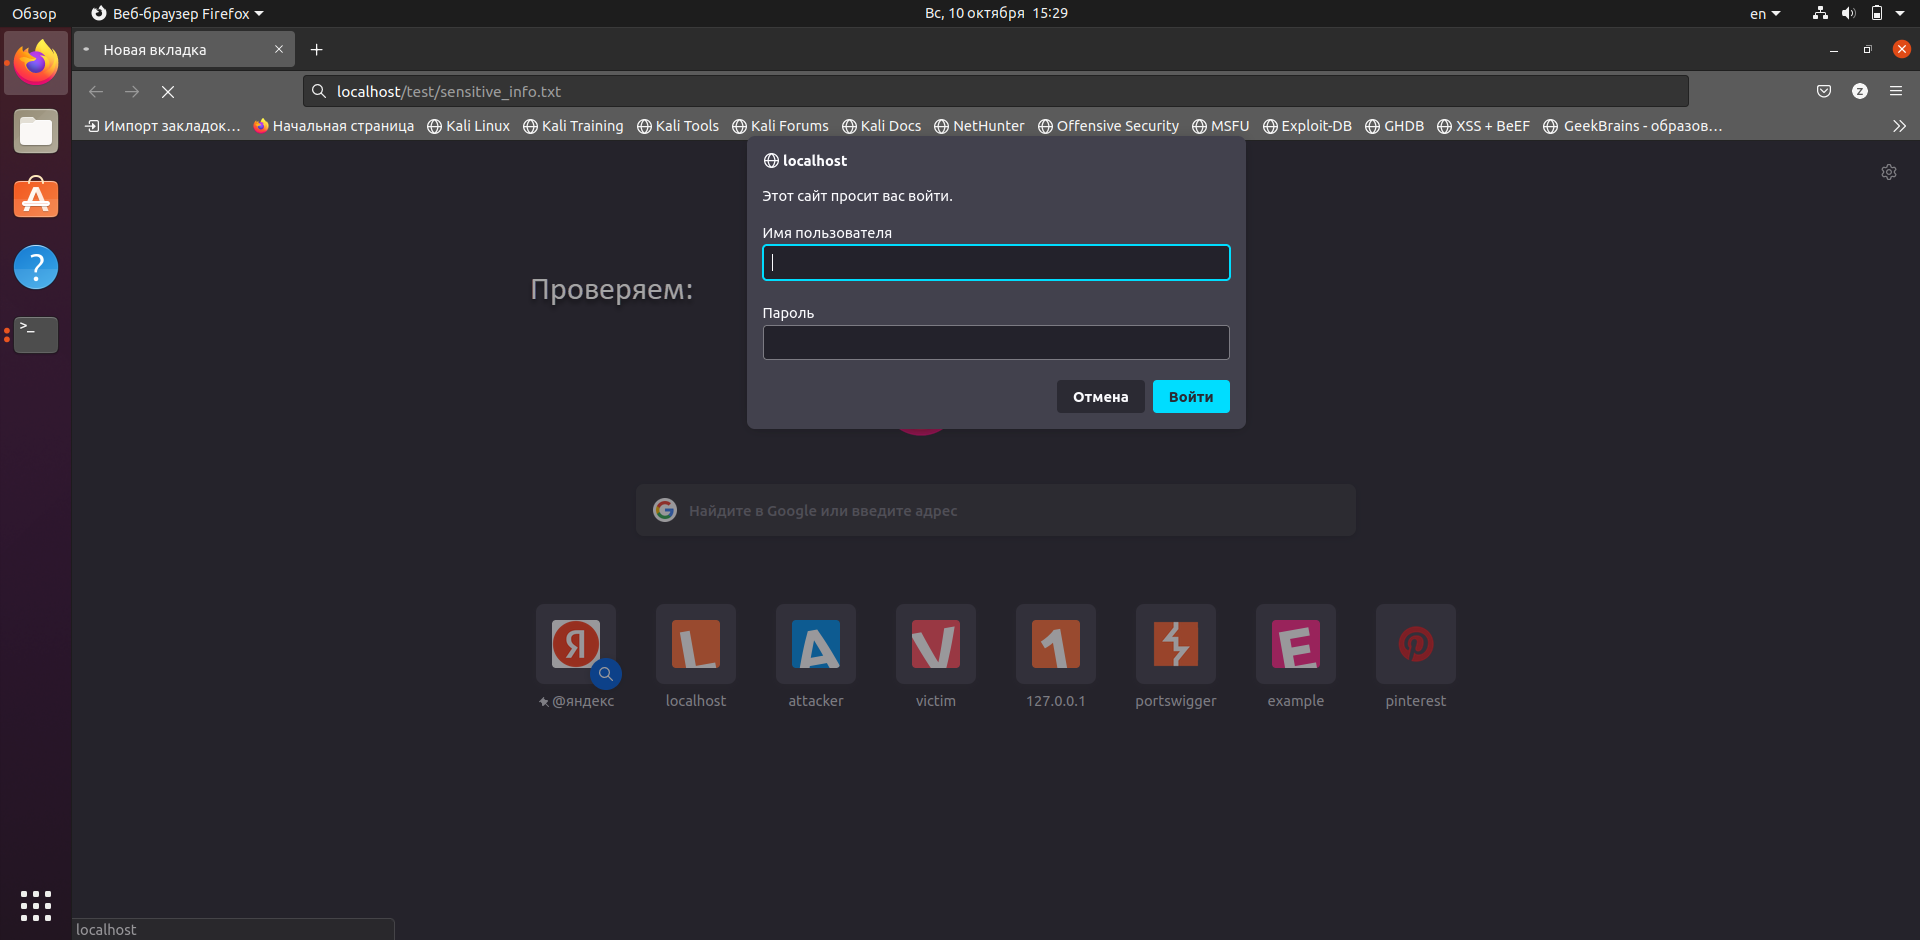 Обзор
Веб-браузер Firefox
Вс, 10 октября 15:29
en
Новая вкладка
localhost/test/sensitive_info.txt
Z
Импорт закладок…
Начальная страница
Kali Linux
Kali Training
Kali Tools
Kali Forums
Kali Docs
NetHunter
Offensive Security
MSFU
Exploit-DB
GHDB
XSS + BeEF
GeekBrains - образов…
localhost
Этот сайт просит вас войти.
Имя пользователя
Проверяем:
Пароль
Отмена
Войти
Найдите в Google или введите адрес
Я
L
A
V
1
E
@яндекс
localhost
attacker
victim
127.0.0.1
portswigger
example
pinterest
localhost